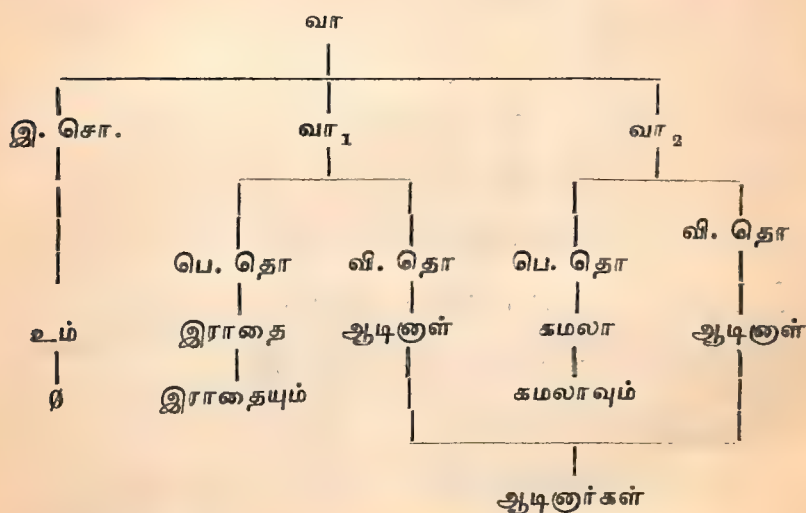 வா
இ. சொ. வா₁ வா₂
பெ. தொ வி. தொ பெ. தொ வி. தொ
உம் இராதை ஆடினாள் கமலா ஆடினாள்
Ø இராதையும் கமலாவும்
ஆடினார்கள்